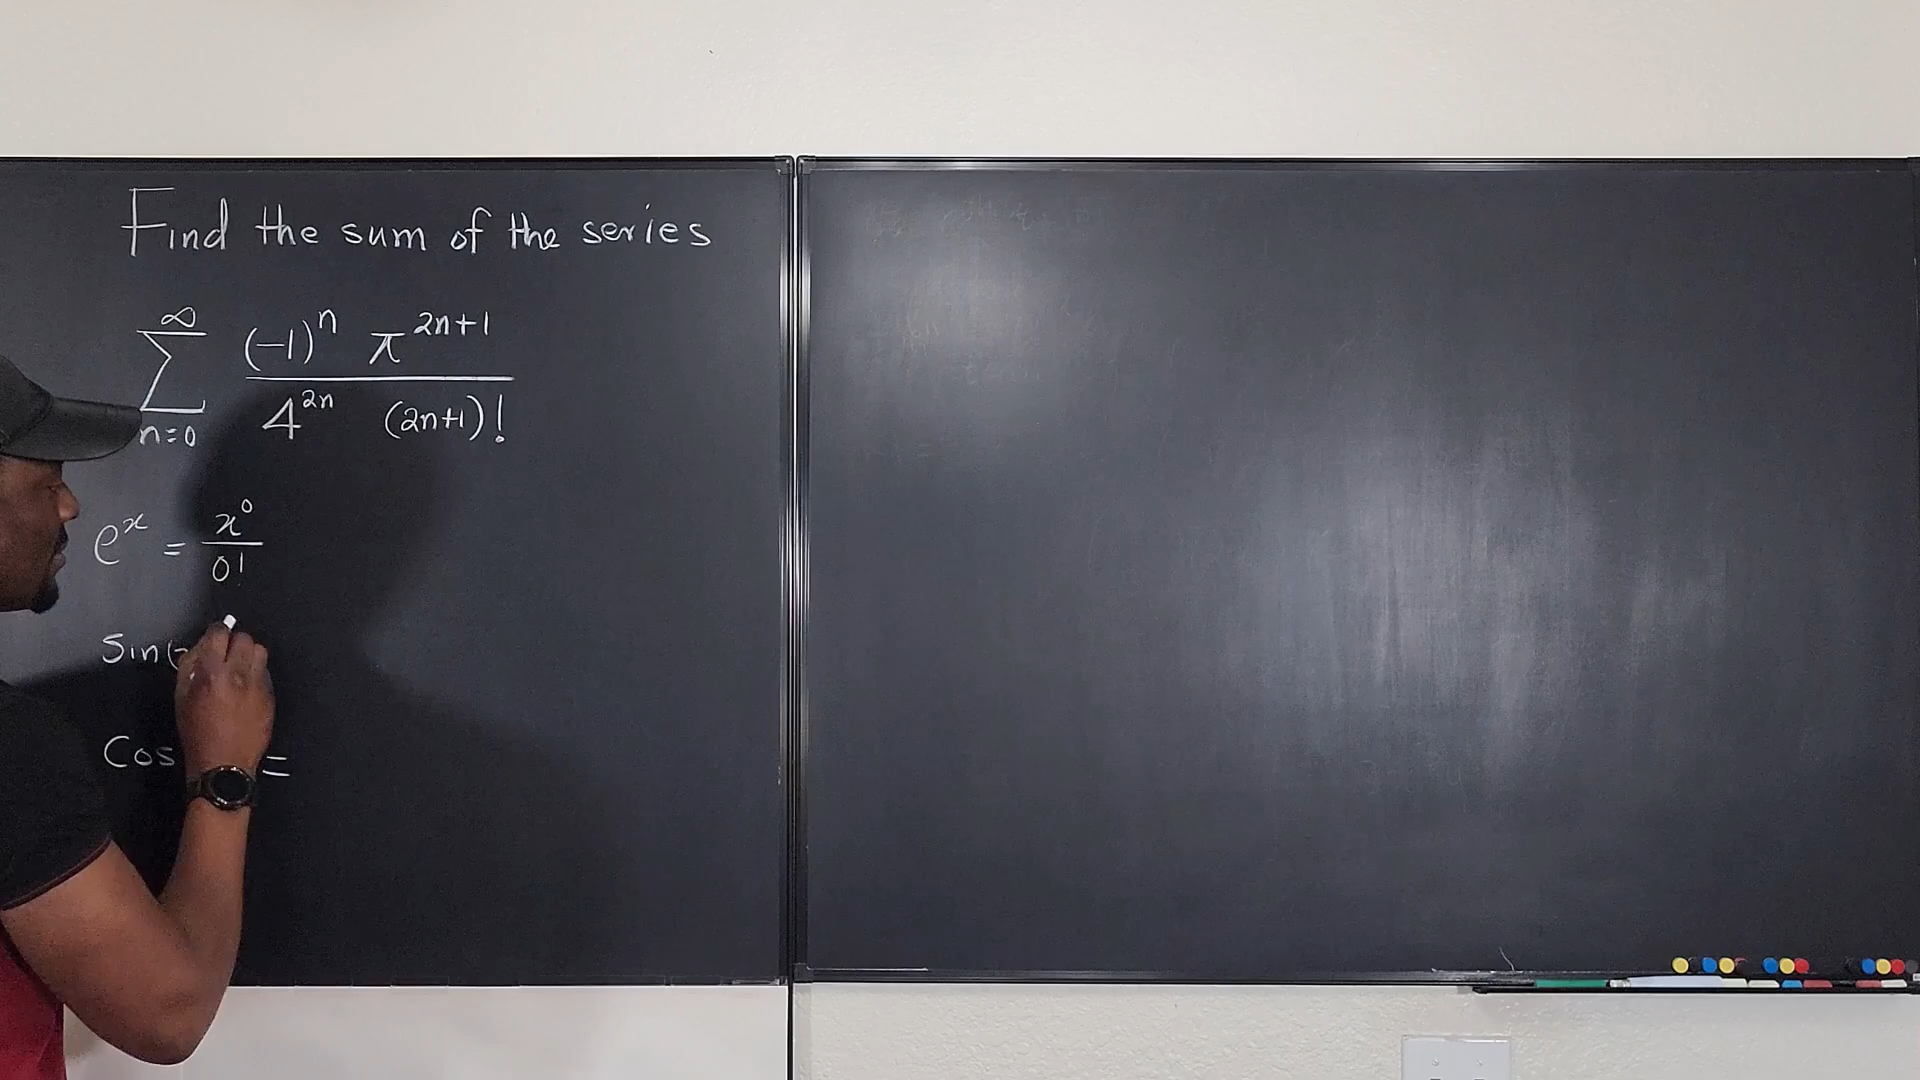 Find the sum of the series
∞
∑ (-1)^n π^{2n+1}
n=0 4^{2n} (2n+1)!
e^x = x^0
0!
Sin(
Cos =